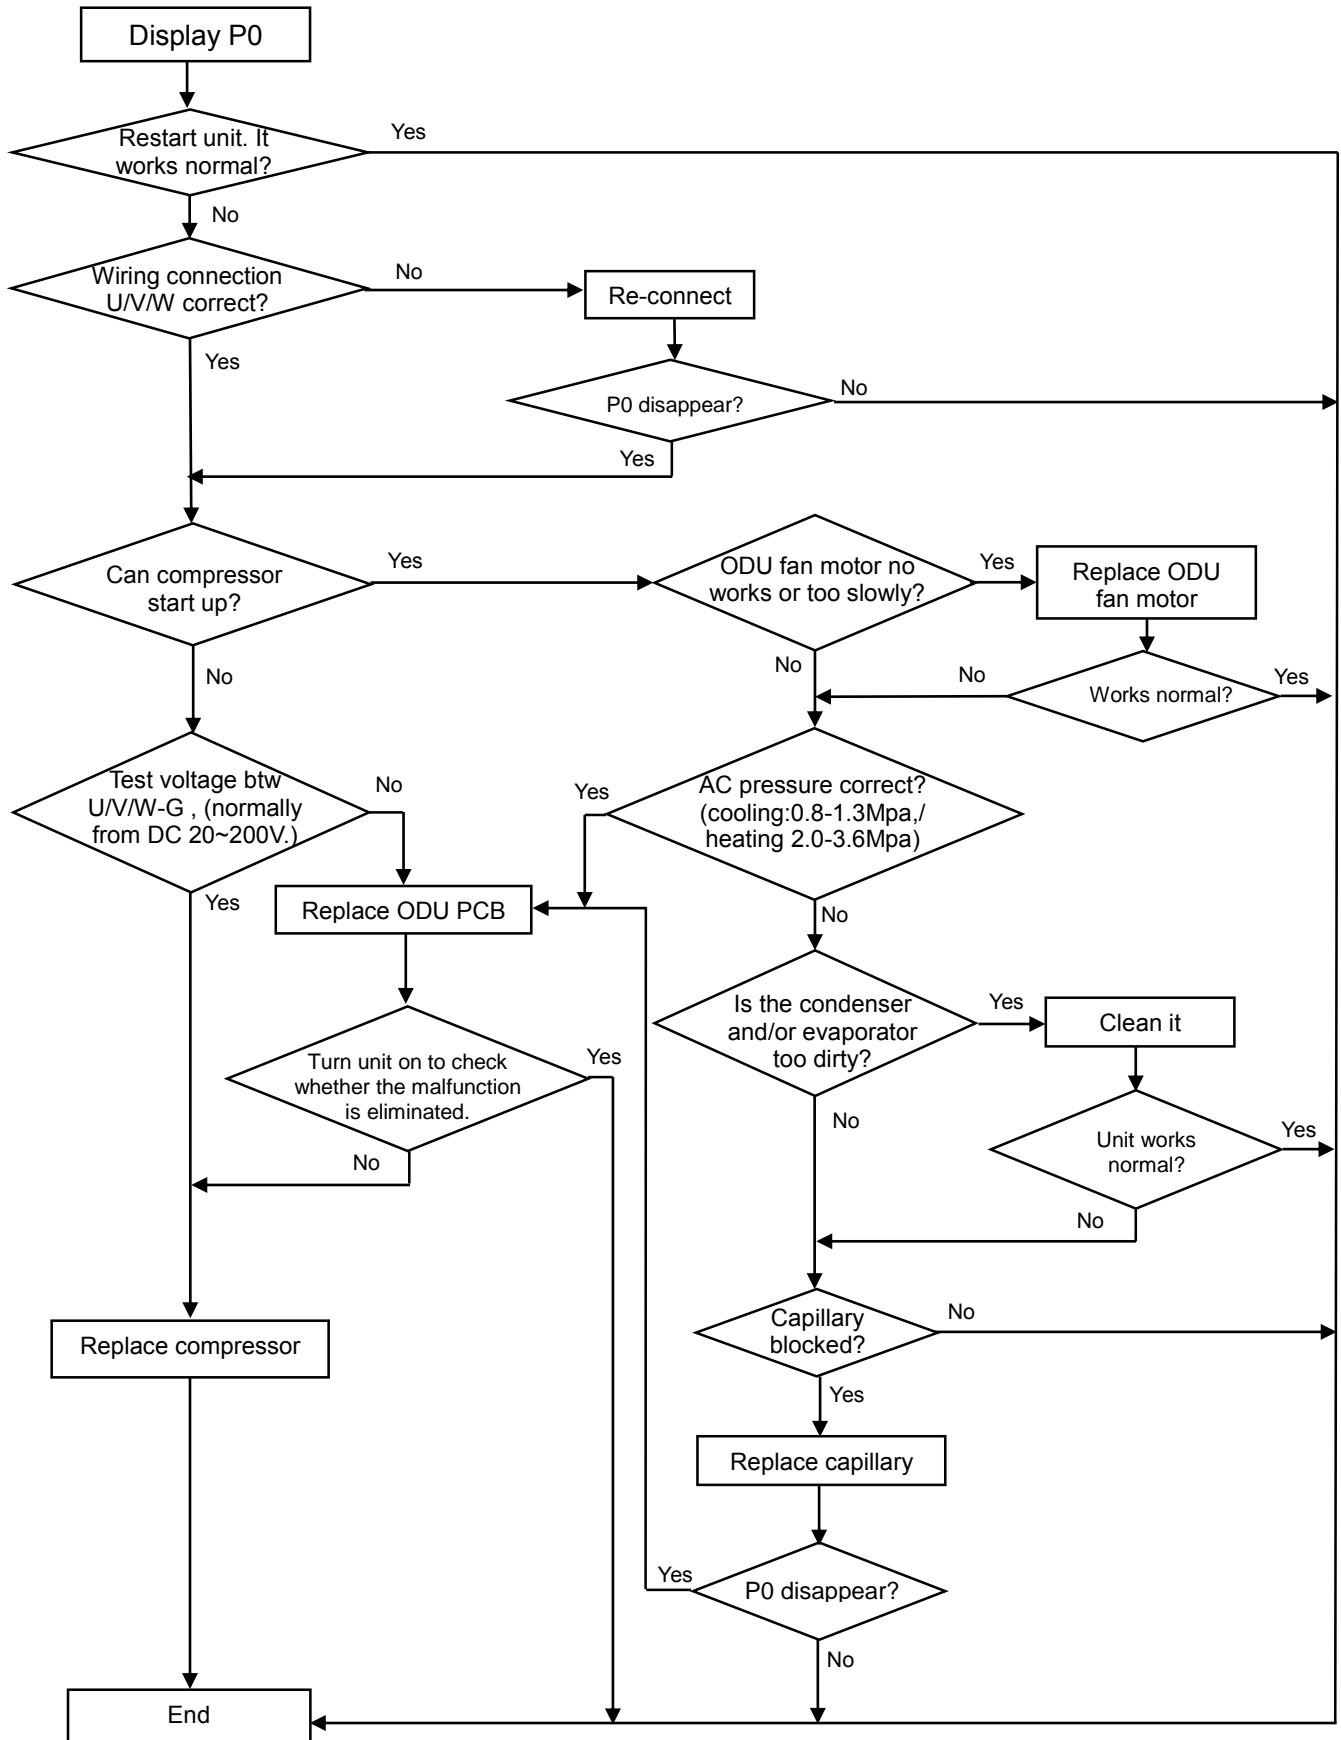 Display P0
Restart unit. It
works normal?
Yes
No
Wiring connection
U/V/W correct?
No
Re-connect
Yes
P0 disappear?
No
Yes
Can compressor
start up?
Yes
ODU fan motor no
works or too slowly?
Yes
Replace ODU
fan motor
No
No
No
Works normal?
Yes
Test voltage btw
U/V/W-G , (normally
from DC 20~200V.)
No
Yes
AC pressure correct?
(cooling:0.8-1.3Mpa,/
heating 2.0-3.6Mpa)
Yes
Replace ODU PCB
No
Is the condenser
and/or evaporator
too dirty?
Yes
Clean it
Turn unit on to check
whether the malfunction
is eliminated.
Yes
No
No
Unit works
normal?
Yes
No
Capillary
blocked?
No
Replace compressor
Yes
Replace capillary
Yes
P0 disappear?
No
End